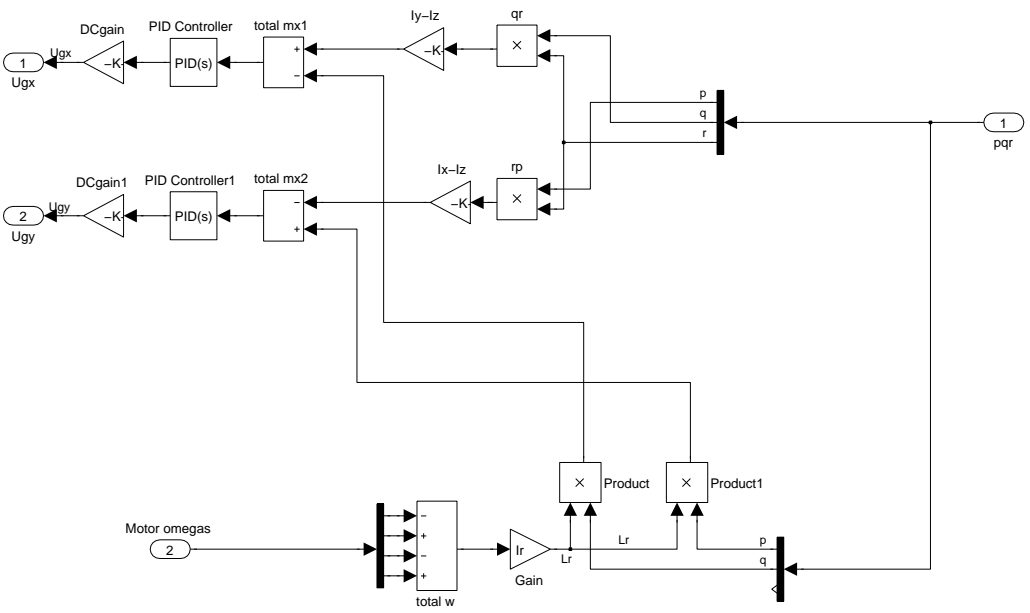 Iy−Iz
qr
DCgain
PID Controller
total mx1
+
−
−K−
×
Ugx
1
−K−
PID(s)
Ugx
p
q
r
1
pqr
DCgain1
PID Controller1
total mx2
Ix−Iz
rp
−
+
−K−
×
Ugy
2
−K−
PID(s)
Ugy
×
Product
×
Product1
Motor omegas
2
−
+
−
+
total w
Ir
Gain
Lr
Lr
p
q